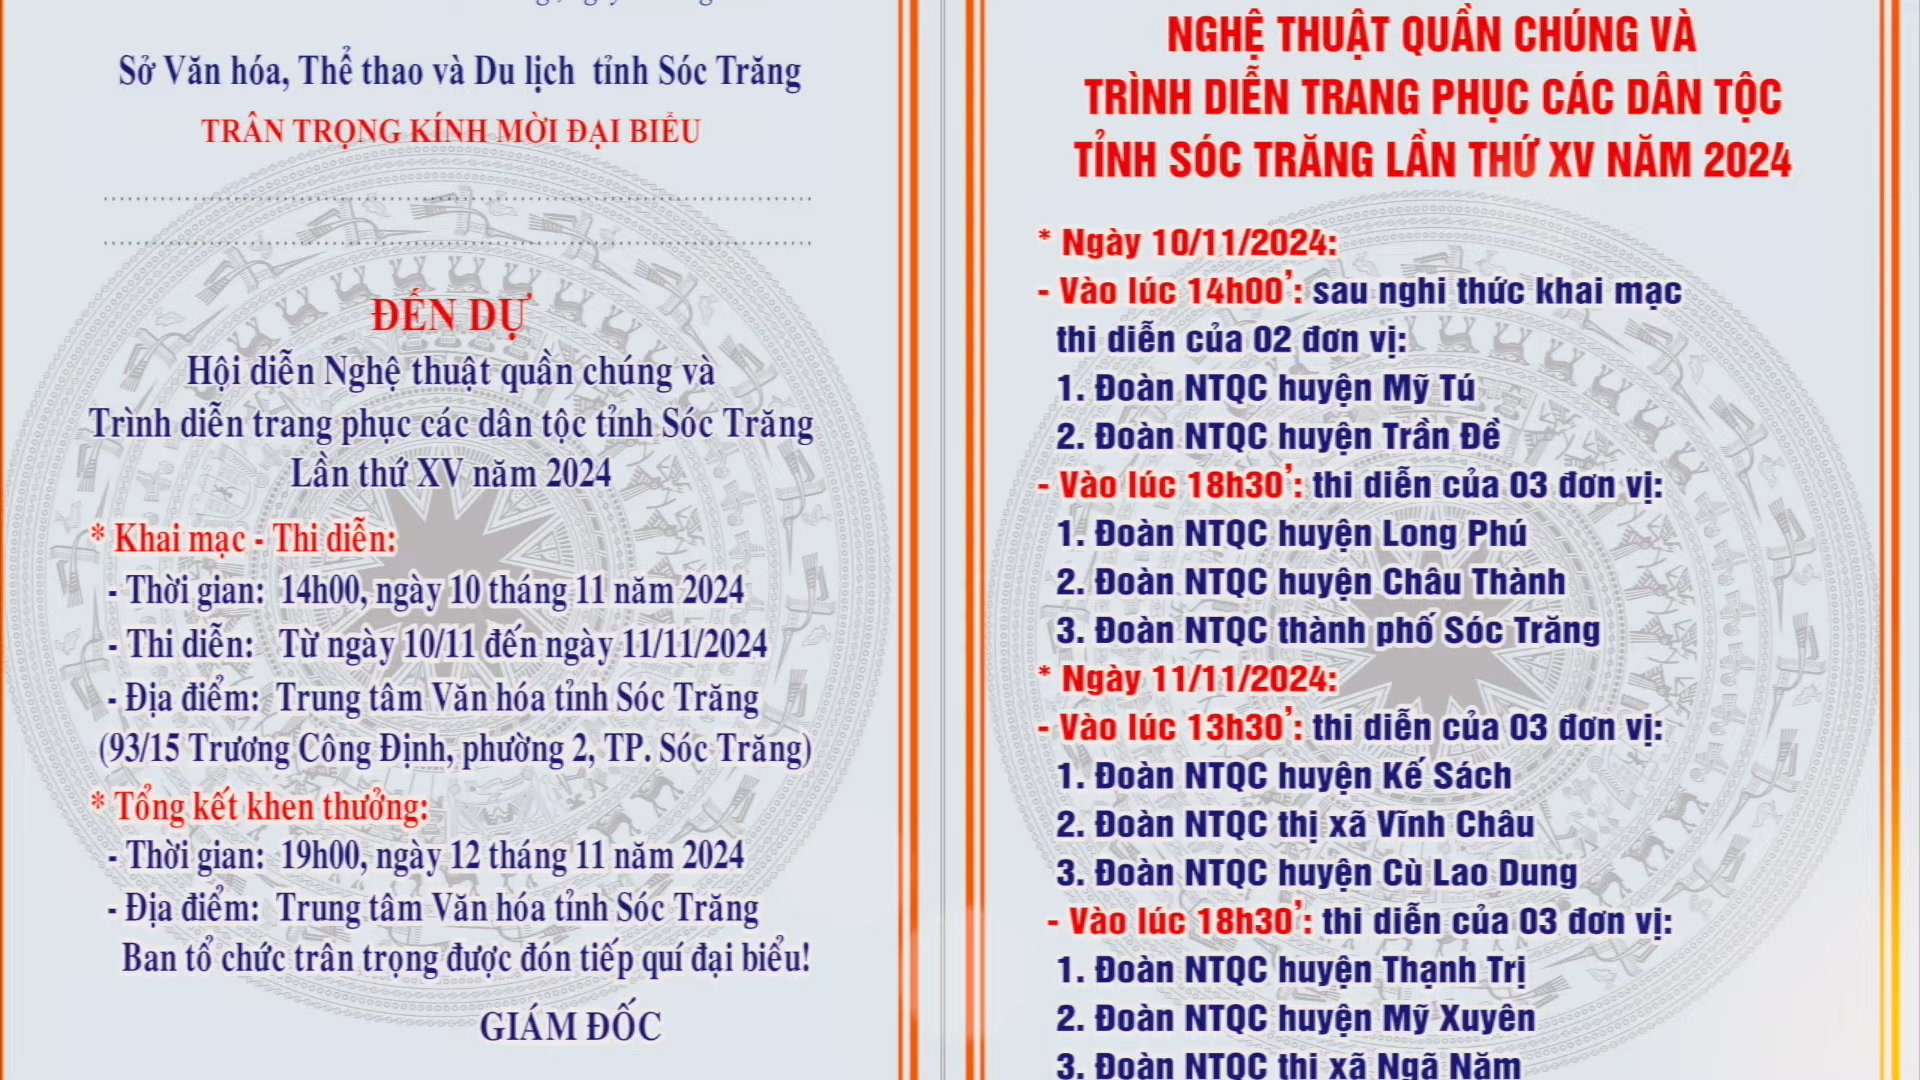 Sở Văn hóa, Thể thao và Du lịch tỉnh Sóc Trăng
TRÂN TRỌNG KÍNH MỜI ĐẠI BIỂU
ĐẾN DỰ
Hội diễn Nghệ thuật quần chúng và
Trình diễn trang phục các dân tộc tỉnh Sóc Trăng
Lần thứ XV năm 2024
* Khai mạc - Thi diễn:
- Thời gian: 14h00, ngày 10 tháng 11 năm 2024
- Thi diễn: Từ ngày 10/11 đến ngày 11/11/2024
- Địa điểm: Trung tâm Văn hóa tỉnh Sóc Trăng
(93/15 Trương Công Định, phường 2, TP. Sóc Trăng)
* Tổng kết khen thưởng:
- Thời gian: 19h00, ngày 12 tháng 11 năm 2024
- Địa điểm: Trung tâm Văn hóa tỉnh Sóc Trăng
Ban tổ chức trân trọng được đón tiếp quí đại biểu!
GIÁM ĐỐC
NGHỆ THUẬT QUẦN CHÚNG VÀ
TRÌNH DIỄN TRANG PHỤC CÁC DÂN TỘC
TỈNH SÓC TRĂNG LẦN THỨ XV NĂM 2024
* Ngày 10/11/2024:
- Vào lúc 14h00’: sau nghi thức khai mạc
thi diễn của 02 đơn vị:
1. Đoàn NTQC huyện Mỹ Tú
2. Đoàn NTQC huyện Trần Đề
- Vào lúc 18h30’: thi diễn của 03 đơn vị:
1. Đoàn NTQC huyện Long Phú
2. Đoàn NTQC huyện Châu Thành
3. Đoàn NTQC thành phố Sóc Trăng
* Ngày 11/11/2024:
- Vào lúc 13h30’: thi diễn của 03 đơn vị:
1. Đoàn NTQC huyện Kế Sách
2. Đoàn NTQC thị xã Vĩnh Châu
3. Đoàn NTQC huyện Cù Lao Dung
- Vào lúc 18h30’: thi diễn của 03 đơn vị:
1. Đoàn NTQC huyện Thạnh Trị
2. Đoàn NTQC huyện Mỹ Xuyên
3. Đoàn NTQC thị xã Ngã Năm